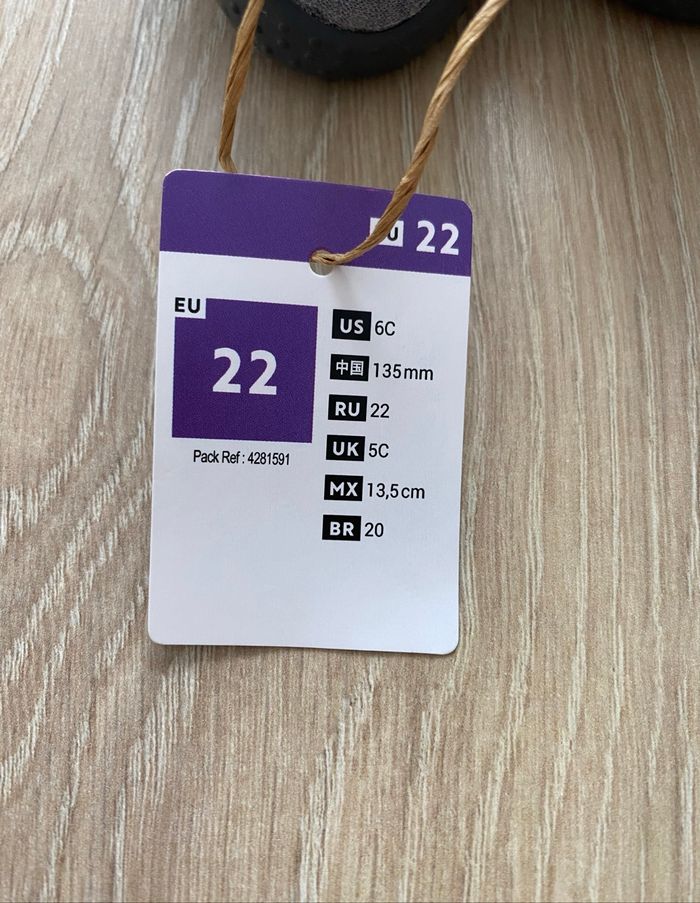 22
EU
22
Pack Ref : 4281591
US 6C
中国 135mm
RU 22
UK 5C
MX 13,5cm
BR 20